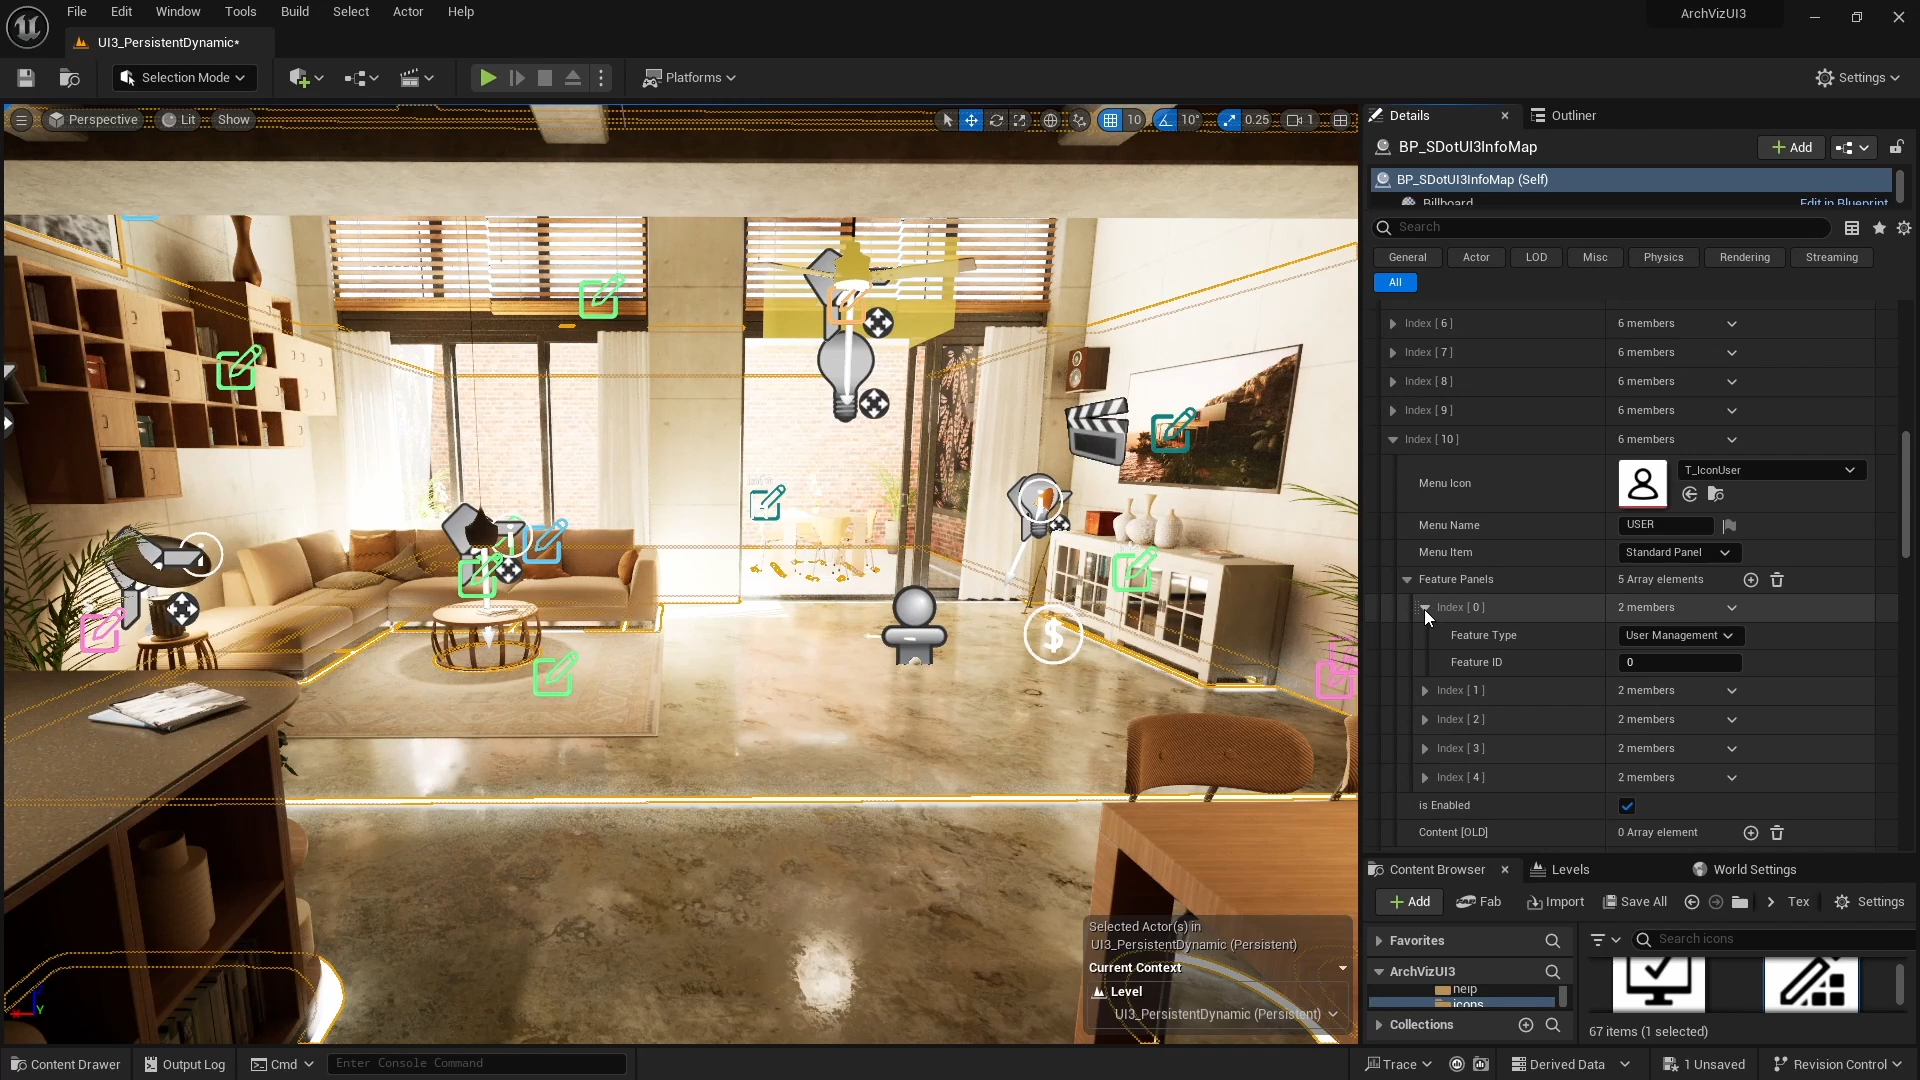 File Edit Window Tools Build Select Actor Help
ArchVizUI3
UI3_PersistentDynamic*
Selection Mode
Platforms
Settings
Perspective Lit Show
10 10° 0.25 1
Details
Outliner
BP_SDotUI3InfoMap
Add
BP_SDotUI3InfoMap (Self)
Billboard
Edit in Blueprint
Search
General Actor LOD Misc Physics Rendering Streaming
All
Index [ 6 ] 6 members
Index [ 7 ] 6 members
Index [ 8 ] 6 members
Index [ 9 ] 6 members
Index [ 10 ] 6 members
Menu Icon
T_IconUser
Menu Name USER
Menu Item Standard Panel
Feature Panels 5 Array elements
Index [ 0 ] 2 members
Feature Type User Management
Feature ID 0
Index [ 1 ] 2 members
Index [ 2 ] 2 members
Index [ 3 ] 2 members
Index [ 4 ] 2 members
is Enabled
Content [OLD] 0 Array element
Content Browser
Levels
World Settings
Add Fab Import Save All Tex Settings
Favorites
Search icons
ArchVizUI3
help
icons
Collections
67 items (1 selected)
Selected Actor(s) in
UI3_PersistentDynamic (Persistent)
Current Context
Level
UI3_PersistentDynamic (Persistent)
$
Y
Content Drawer
Output Log
Cmd
Enter Console Command
Trace
Derived Data
1 Unsaved
Revision Control